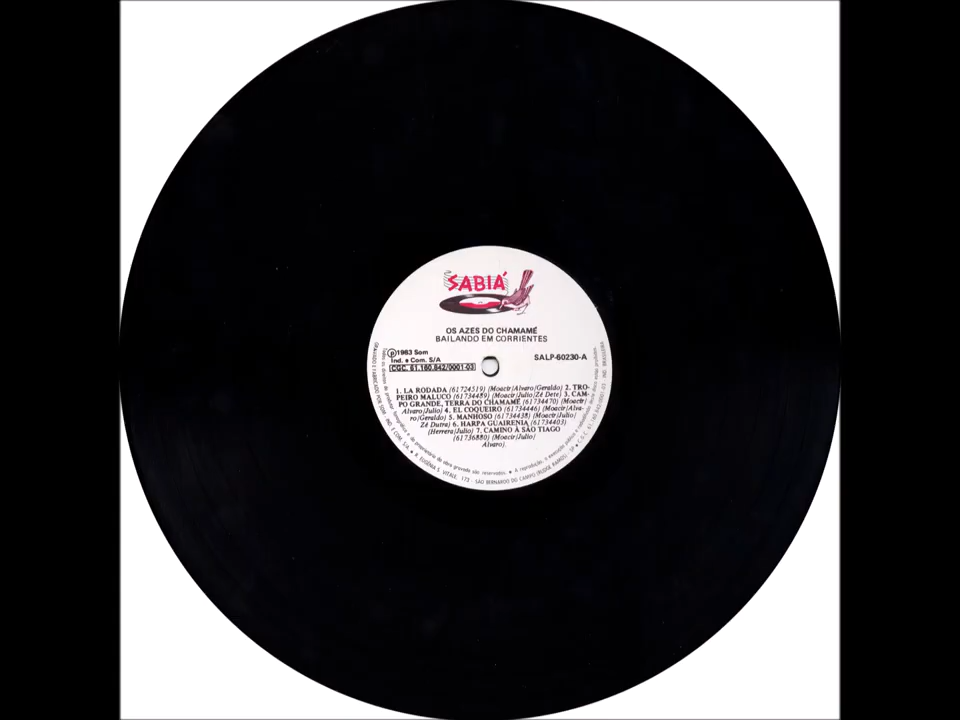 SABIÁ
OS AZES DO CHAMAMÉ
BAILANDO EM CORRIENTES
℗1983 Som
Ind. e Com. S/A
CGC. 61.160.842/0001-03
SALP-60230-A
1. LA RODADA (61724519) (Moacir/Alvaro/Geraldo) 2. TRO-
PEIRO MALUCO (61734489) (Moacir/Julio/Zé Dete) 3. CAM-
PO GRANDE, TERRA DO CHAMAMÉ (61734470) (Moacir/
Alvaro/Julio) 4. EL COQUEIRO (61734446) (Moacir/Alva-
ro/Geraldo) 5. MANHOSO (61734438) (Moacir/Julio/
Zé Dutra) 6. HARPA GUAIRENIA (61734403)
(Herrera/Julio) 7. CAMINO À SÃO TIAGO
(61736880) (Moacir/Julio/
Alvaro).